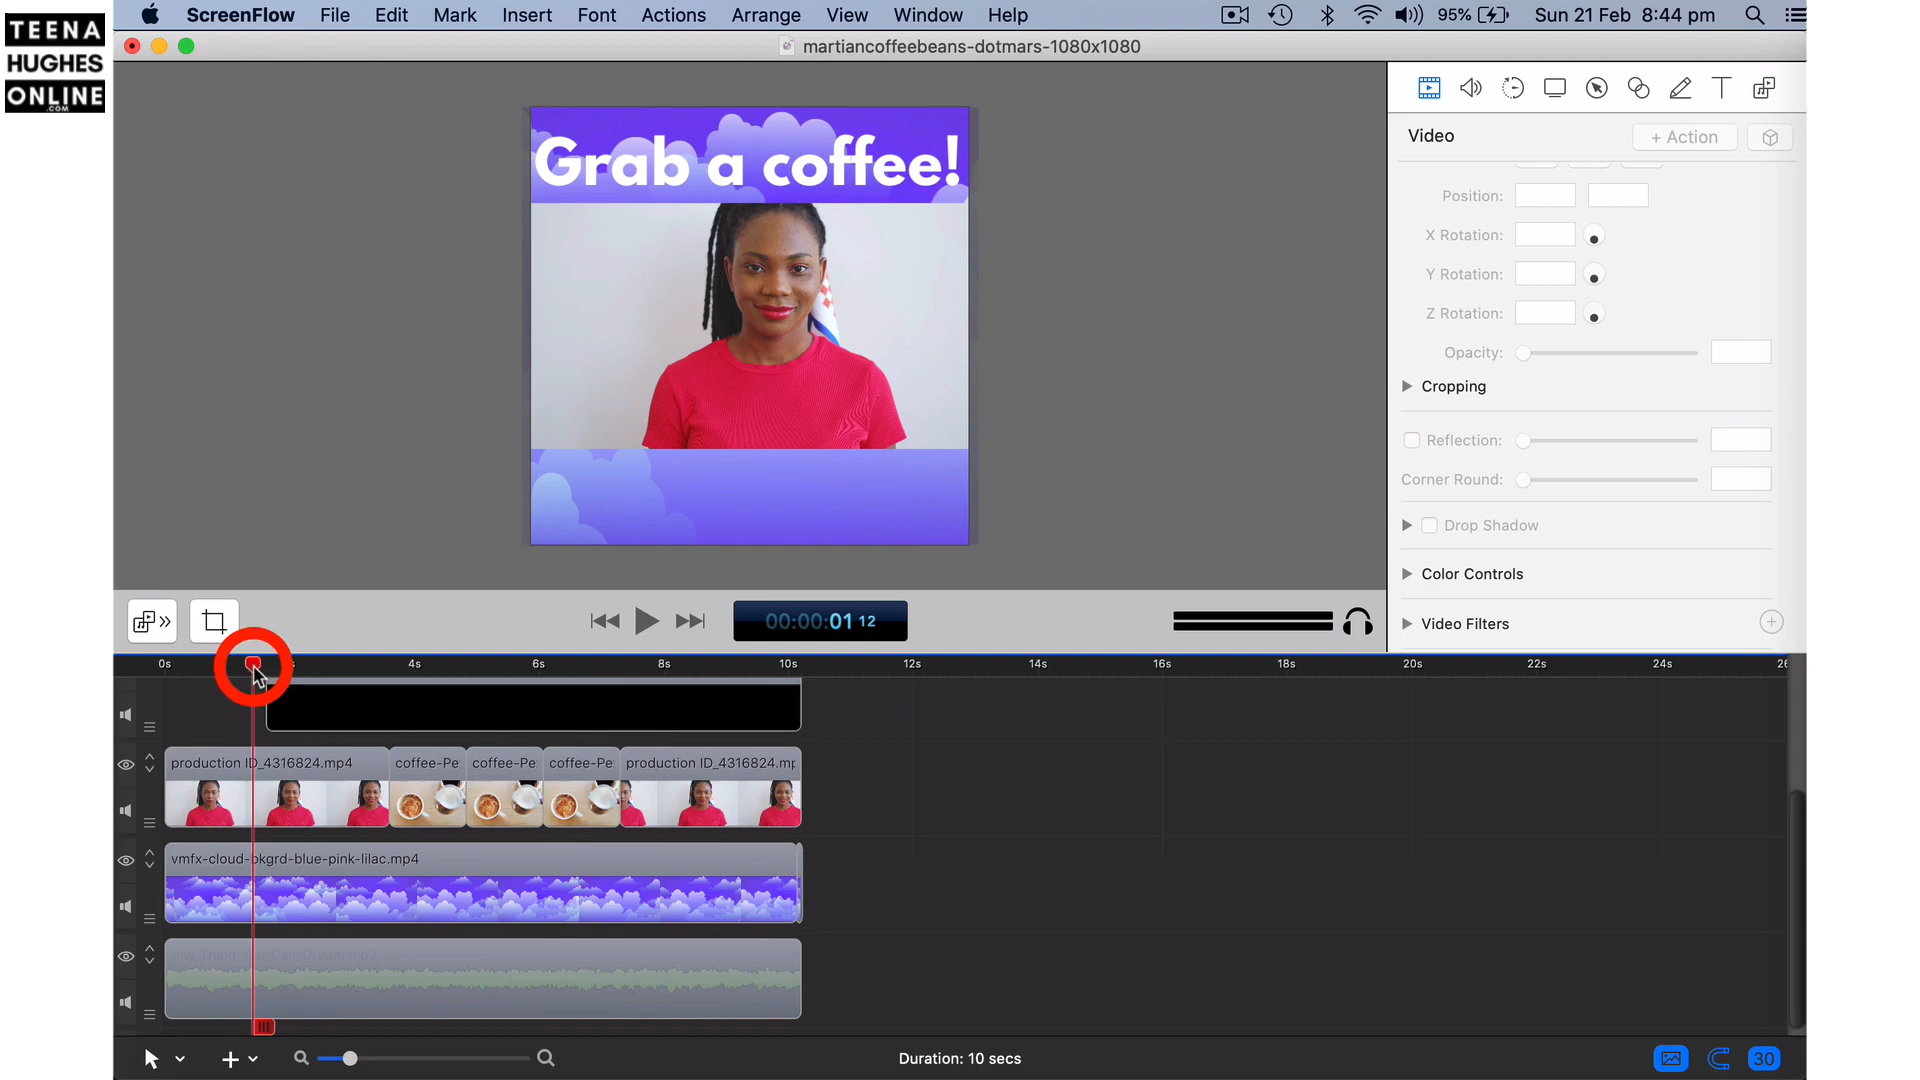 TEENA
HUGHES
ONLINE
.COM
ScreenFlow File Edit Mark Insert Font Actions Arrange View Window Help 95% Sun 21 Feb 8:44 pm
martiancoffeebeans-dotmars-1080x1080
Grab a coffee!
Video + Action
Position:
X Rotation:
Y Rotation:
Z Rotation:
Opacity:
Cropping
Reflection:
Corner Round:
Drop Shadow
Color Controls
Video Filters
00:00:01 12
0s 4s 6s 8s 10s 12s 14s 16s 18s 20s 22s 24s 26
production ID_4316824.mp4 coffee-Pe coffee-Pe coffee-Pe production ID_4316824.mp
vmfx-cloud-bkgrd-blue-pink-lilac.mp4
Duration: 10 secs 30